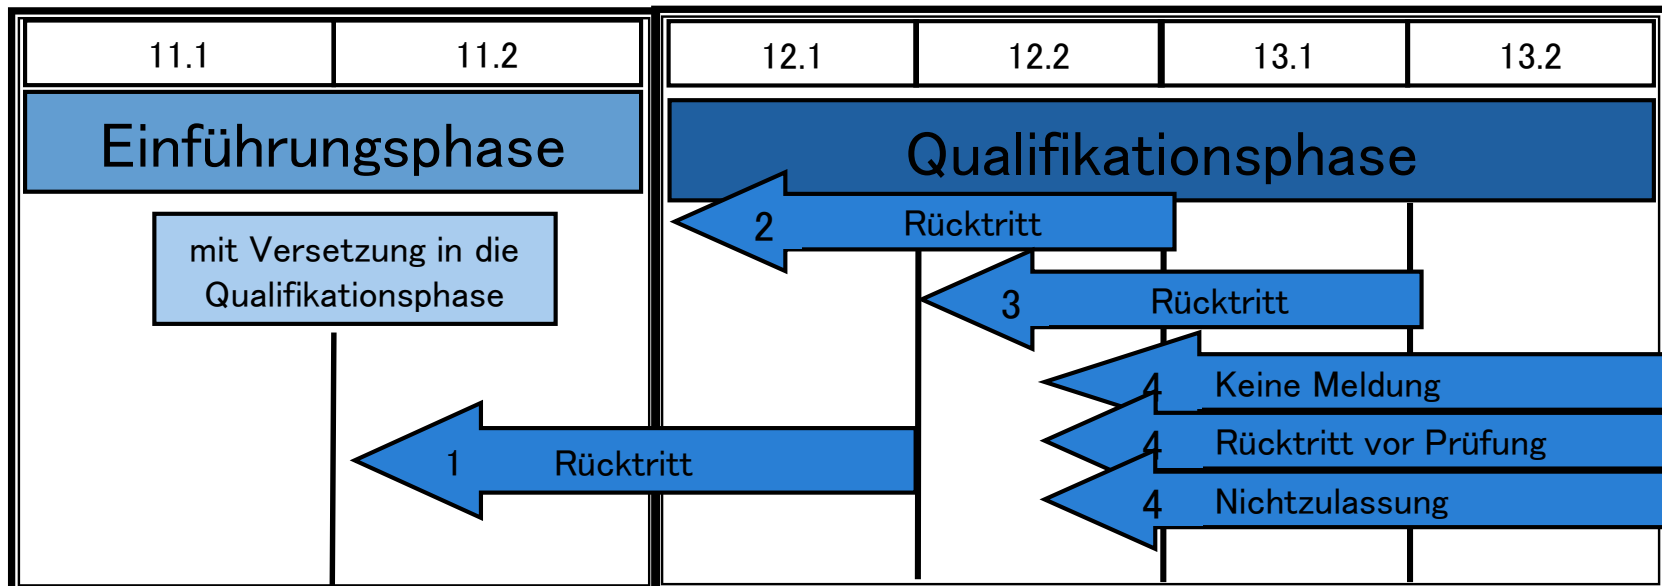 11.1 11.2 12.1 12.2 13.1 13.2
Einführungsphase
Qualifikationsphase
mit Versetzung in die
Qualifikationsphase
2 Rücktritt
3 Rücktritt
4 Keine Meldung
4 Rücktritt vor Prüfung
1 Rücktritt
4 Nichtzulassung